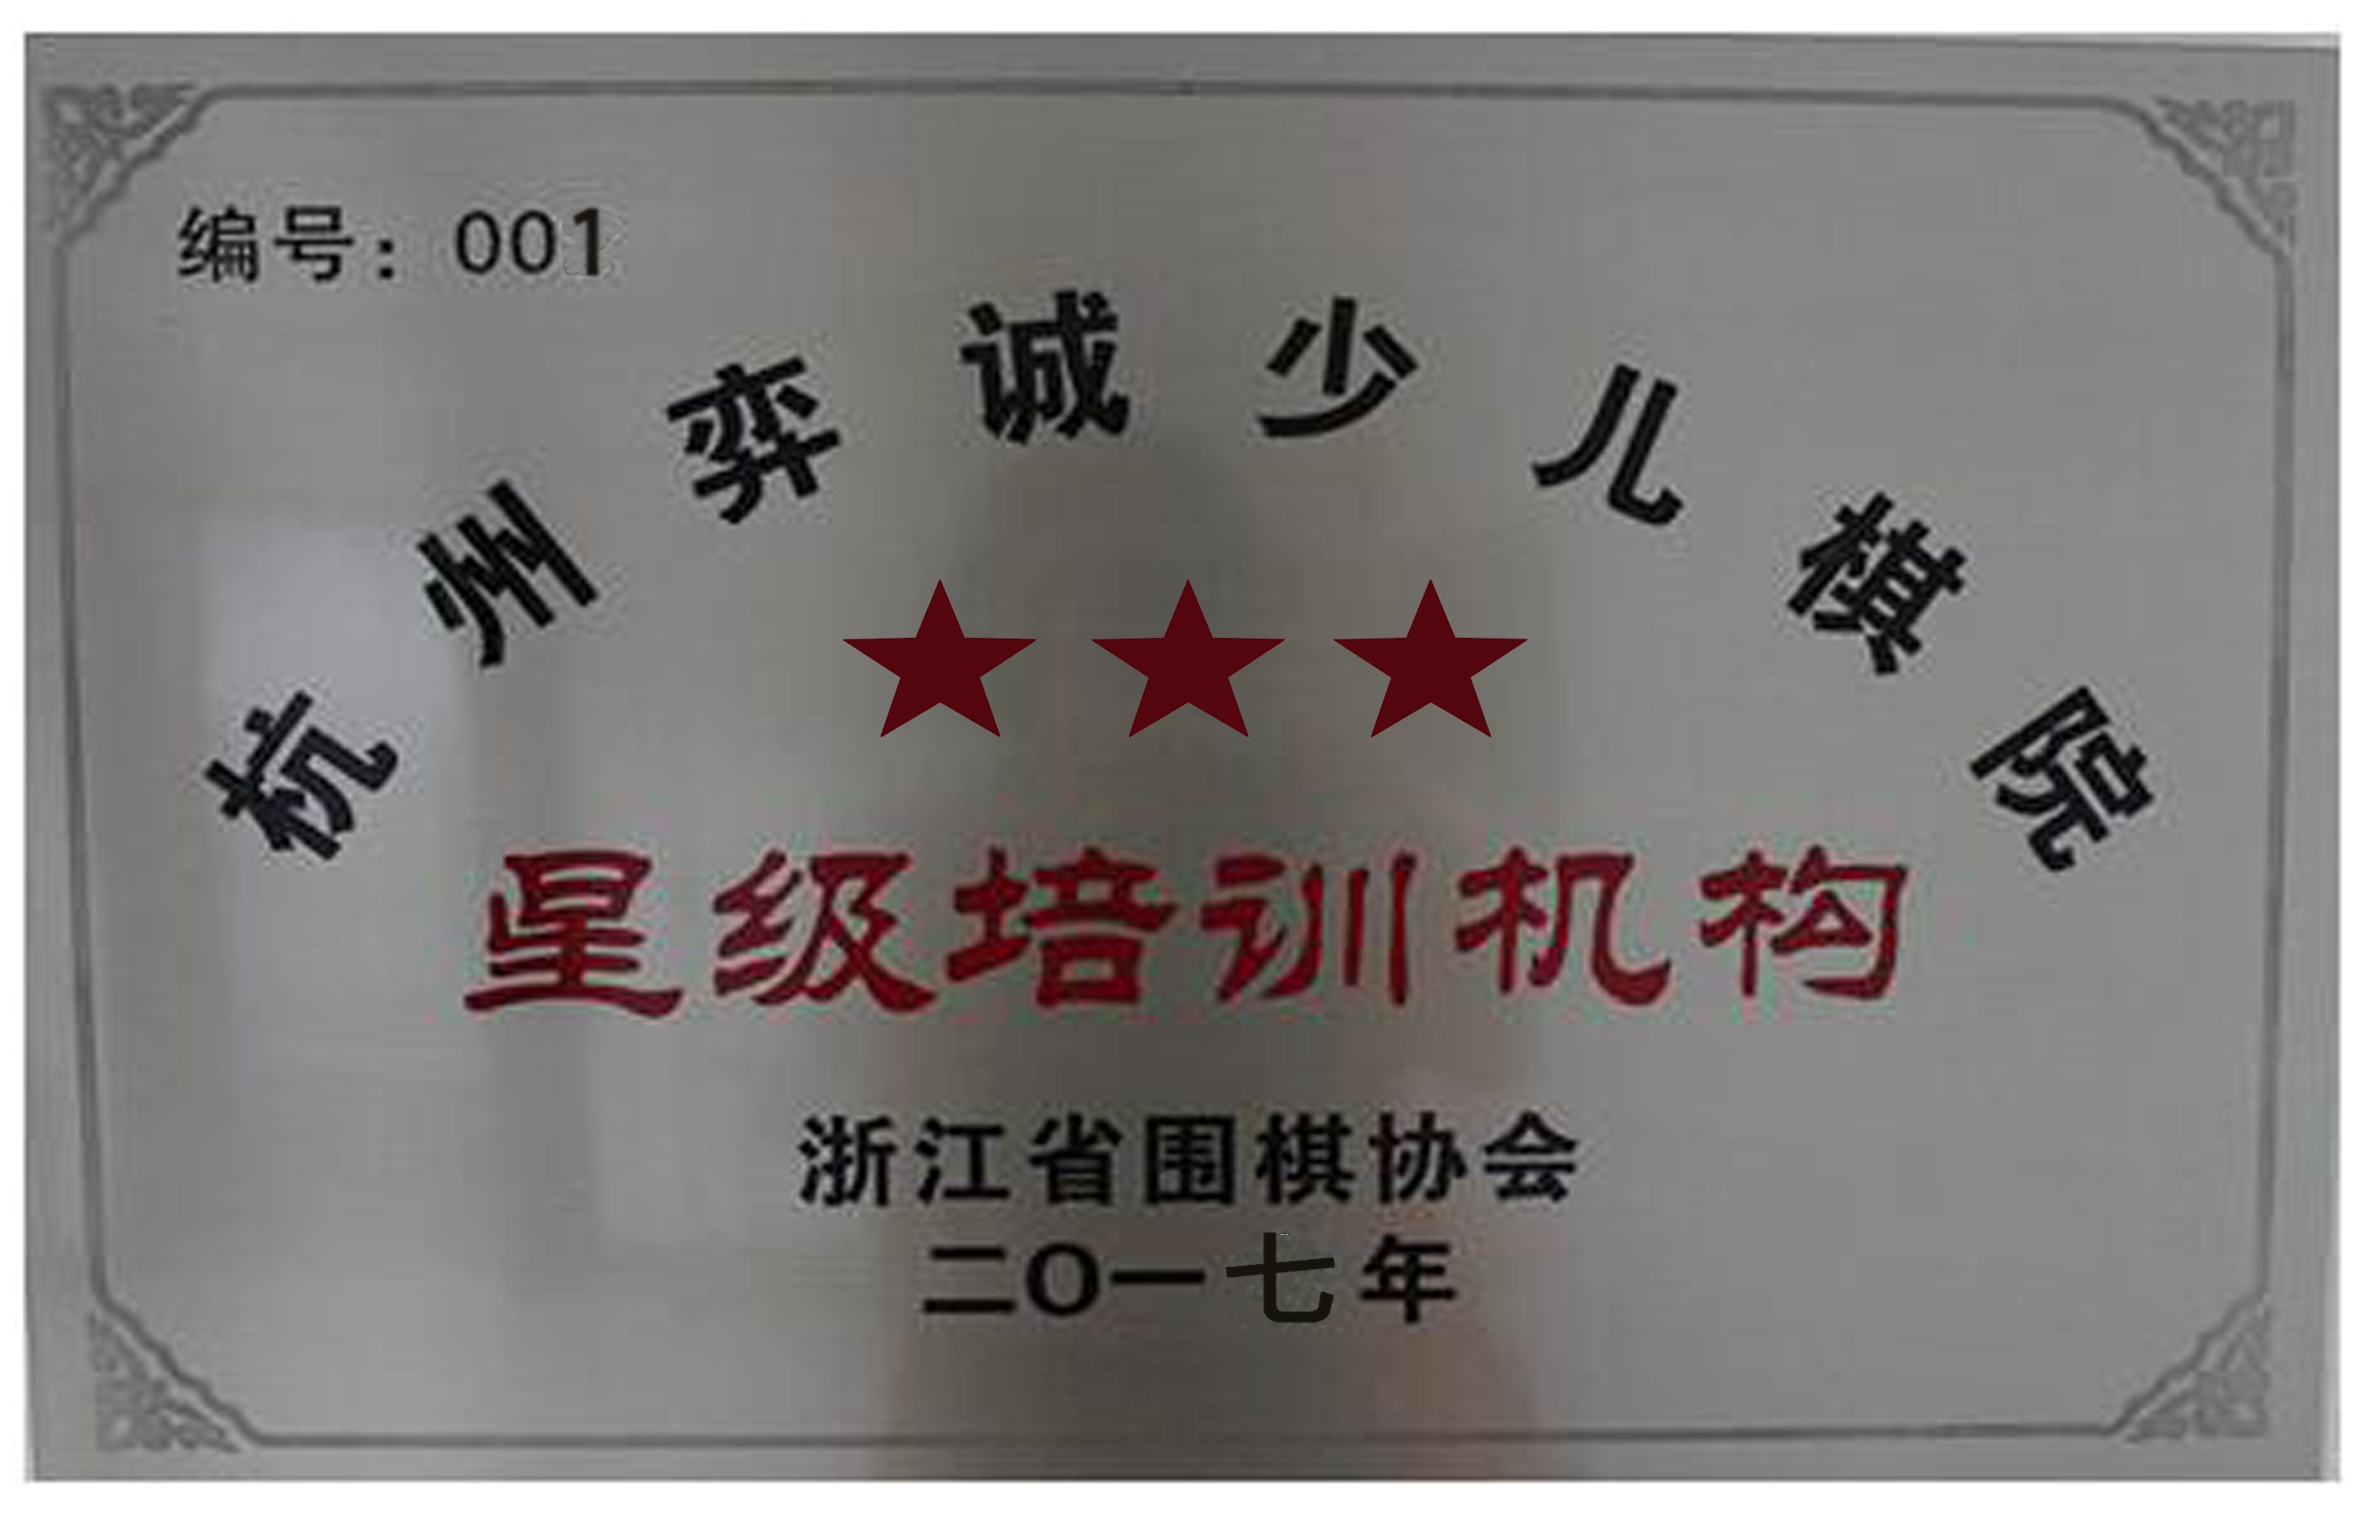 编号：001
杭州弈诚少儿棋院
星级培训机构
浙江省围棋协会
二O一七年